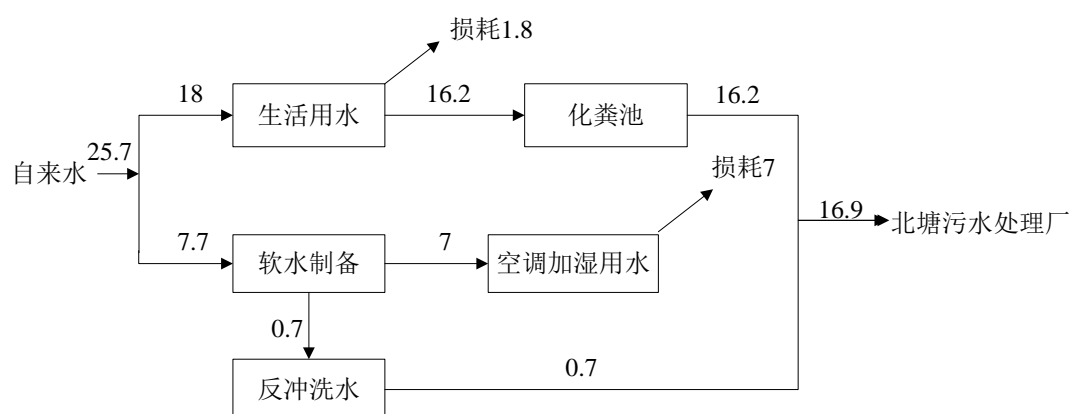 损耗1.8
18
生活用水
16.2
化粪池
16.2
25.7
自来水
损耗7
16.9
北塘污水处理厂
7.7
软水制备
7
空调加湿用水
0.7
反冲洗水
0.7